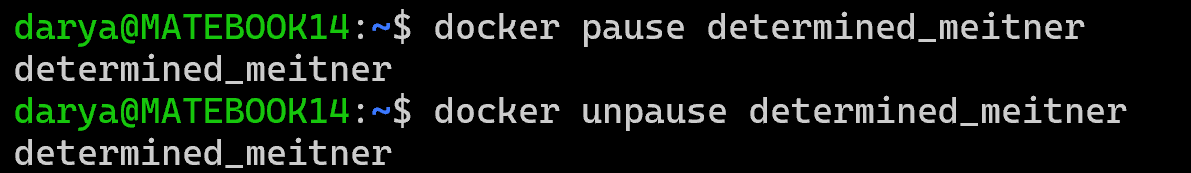 darya@MATEBOOK14:~$ docker pause determined_meitner
determined_meitner
darya@MATEBOOK14:~$ docker unpause determined_meitner
determined_meitner